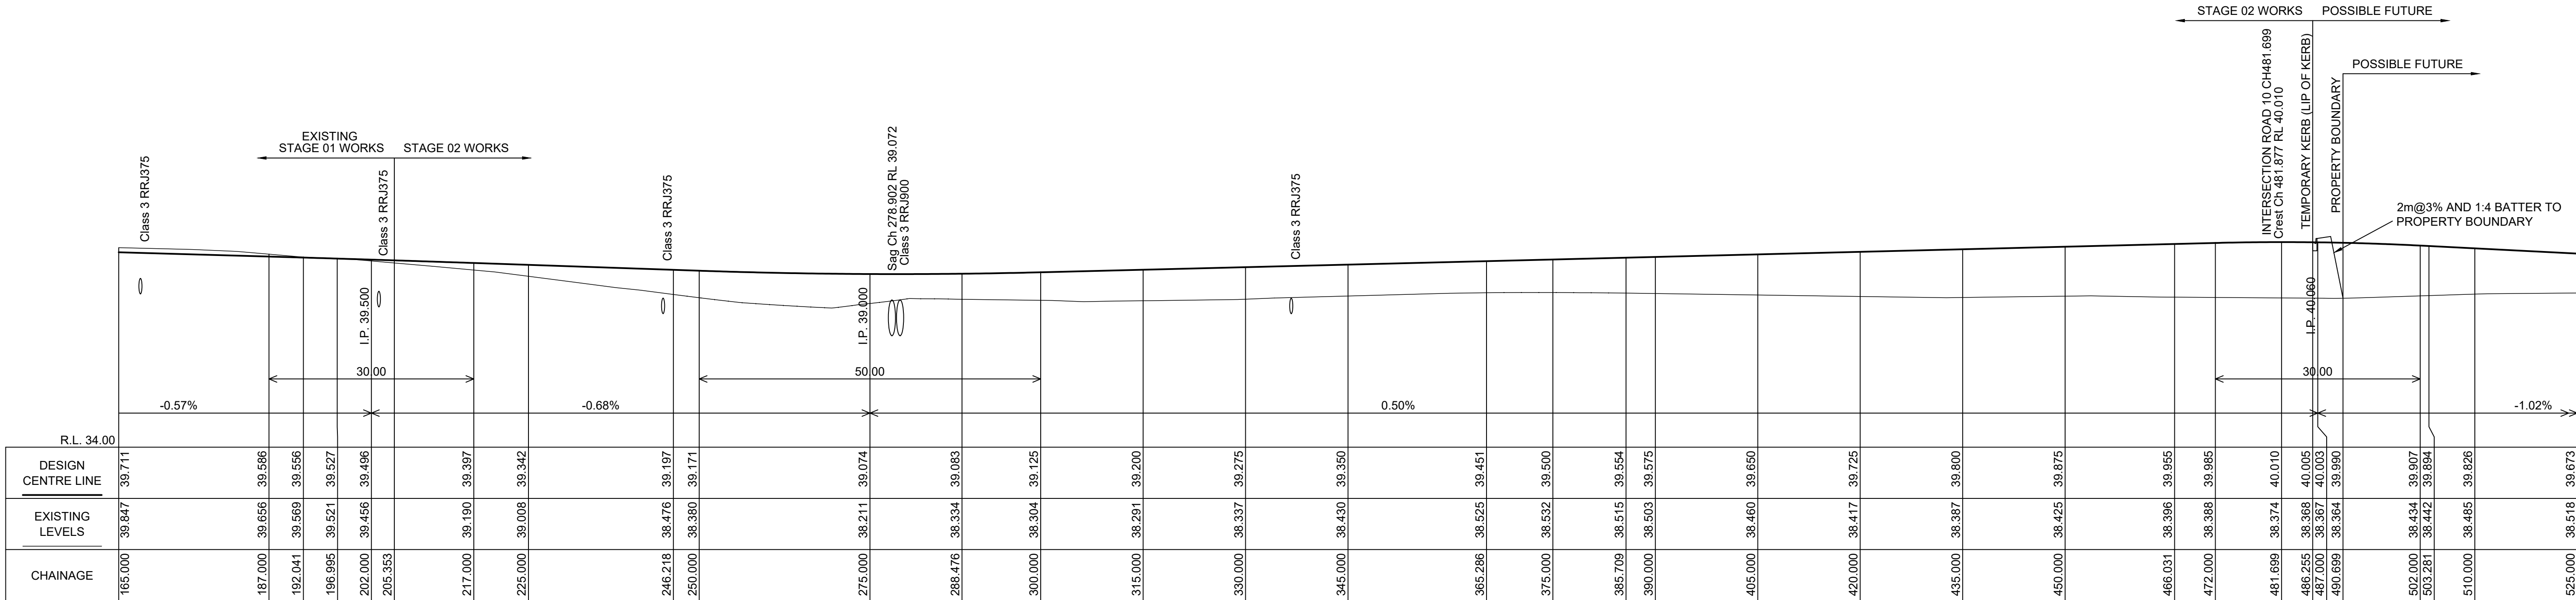 STAGE 02 WORKS
POSSIBLE FUTURE
INTERSECTION ROAD 10 CH481.699
Crest Ch 481.877 RL 40.010
TEMPORARY KERB (LIP OF KERB)
PROPERTY BOUNDARY
POSSIBLE FUTURE
2m@3% AND 1:4 BATTER TO
PROPERTY BOUNDARY
EXISTING
STAGE 01 WORKS
STAGE 02 WORKS
Class 3 RRJ375
Class 3 RRJ375
Class 3 RRJ375
Sag Ch 278.902 RL 39.072
Class 3 RRJ900
Class 3 RRJ375
I.P. 39.500
I.P. 39.000
I.P. 40.060
30.00
50.00
30.00
-0.57%
-0.68%
0.50%
-1.02%
R.L. 34.00
DESIGN
CENTRE LINE
39.711 39.586 39.556 39.527 39.496 39.397 39.342 39.197 39.171 39.074 39.083 39.125 39.200 39.275 39.350 39.451 39.500 39.554 39.575 39.650 39.725 39.800 39.875 39.955 39.985 40.010 40.005 40.003 39.990 39.907 39.894 39.826 39.673
EXISTING
LEVELS
39.847 39.656 39.569 39.521 39.456 39.190 39.008 38.476 38.380 38.211 38.334 38.304 38.291 38.337 38.430 38.525 38.532 38.515 38.503 38.460 38.417 38.387 38.425 38.396 38.388 38.374 38.368 38.367 38.364 38.434 38.442 38.485 38.518
CHAINAGE
165.000 187.000 192.041 196.995 202.000 205.353 217.000 225.000 246.218 250.000 275.000 288.476 300.000 315.000 330.000 345.000 365.286 375.000 385.709 390.000 405.000 420.000 435.000 450.000 466.031 472.000 481.699 486.255 487.000 490.699 502.000 503.281 510.000 525.000